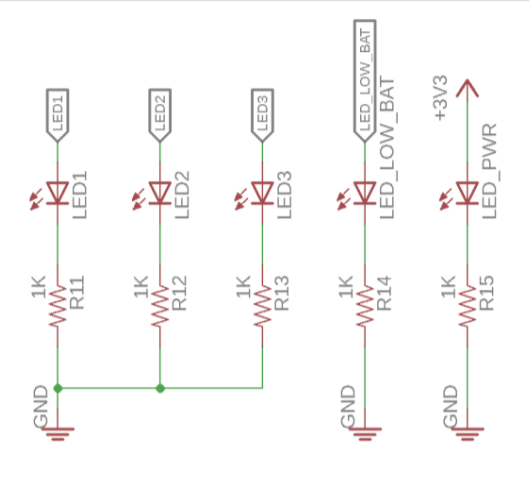 LED1
LED2
LED3
LED_LOW_BAT
+3V3
LED1
LED2
LED3
LED_LOW_BAT
LED_PWR
1K
R11
1K
R12
1K
R13
1K
R14
1K
R15
GND
GND
GND